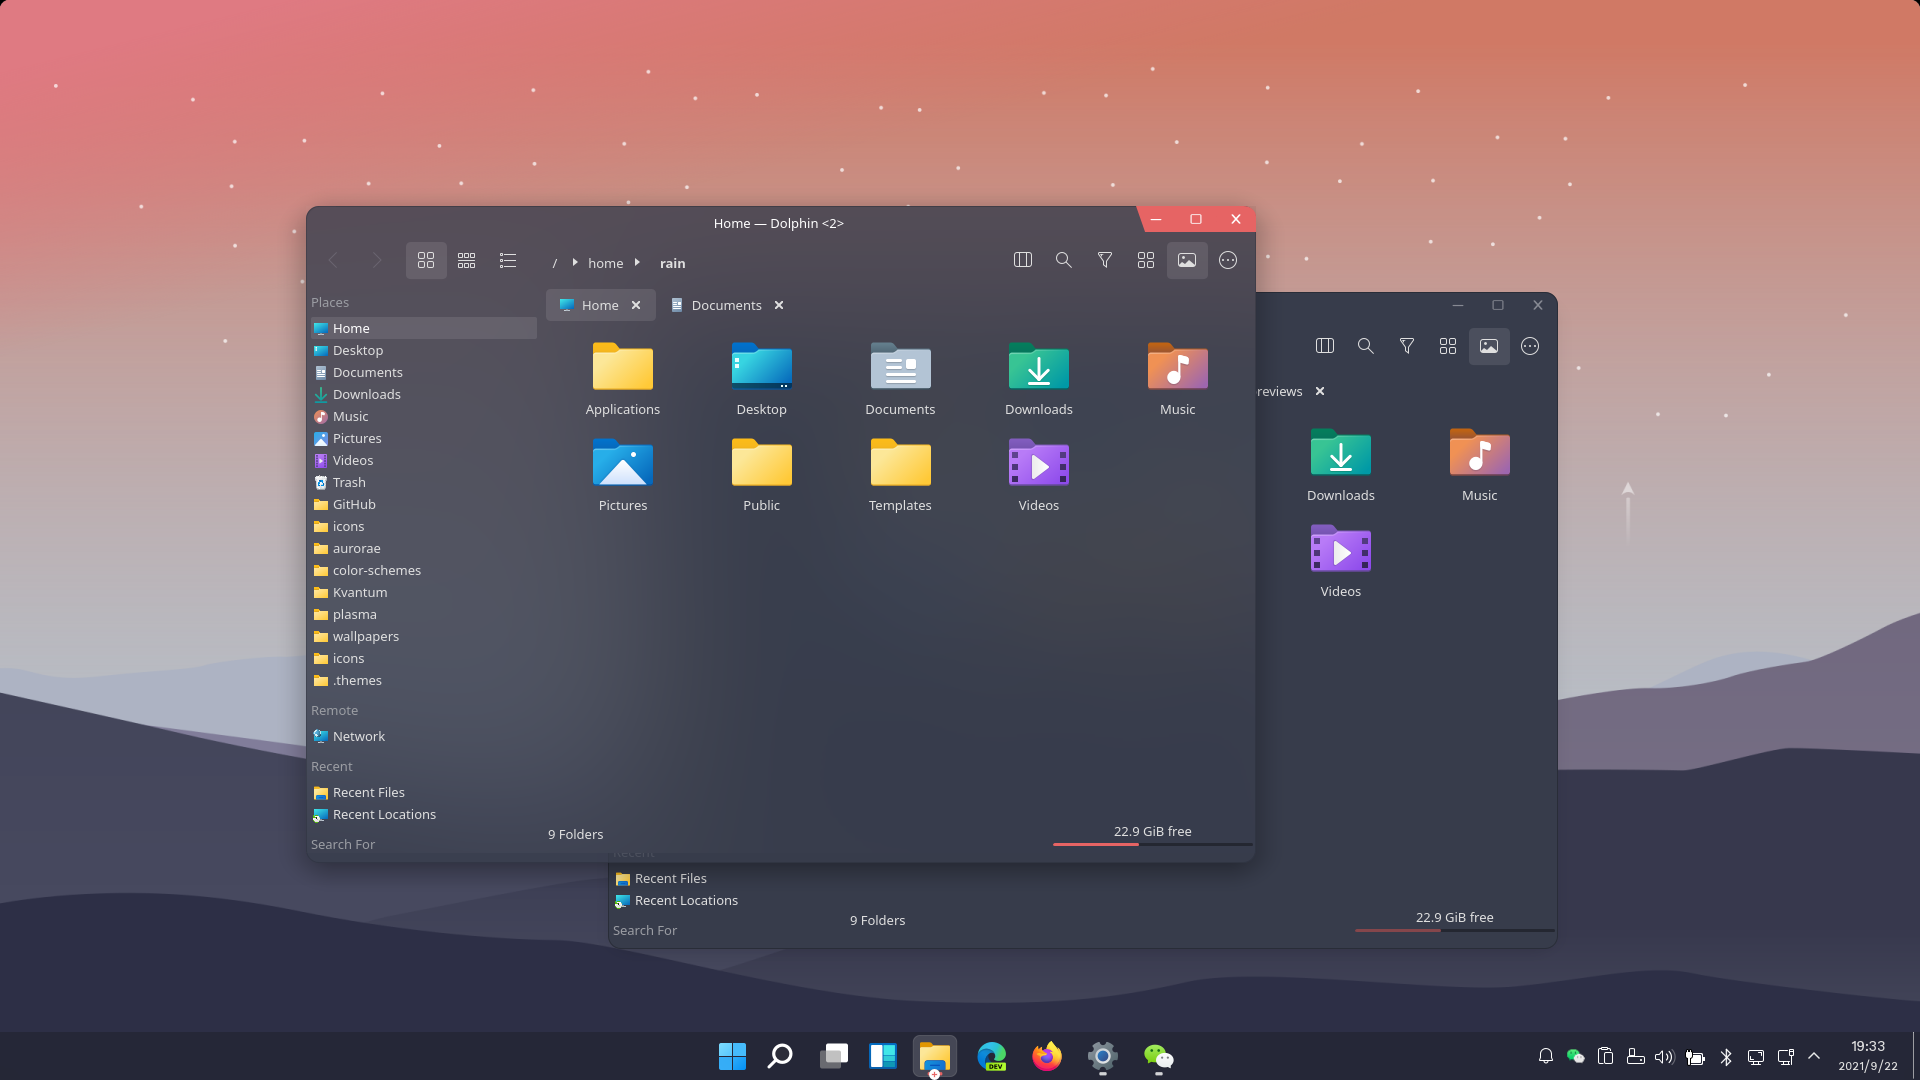 Home — Dolphin <2>
/ home rain
Places
Home
Desktop
Documents
Downloads
Music
Pictures
Videos
Trash
GitHub
icons
aurorae
color-schemes
Kvantum
plasma
wallpapers
icons
.themes
Remote
Network
Recent
Recent Files
Recent Locations
Search For
Home Documents
Applications Desktop Documents Downloads Music
Pictures Public Templates Videos
9 Folders 22.9 GiB free
Downloads Music
Videos
Recent
Recent Files
Recent Locations
Search For
9 Folders 22.9 GiB free
DEV
19:33
2021/9/22